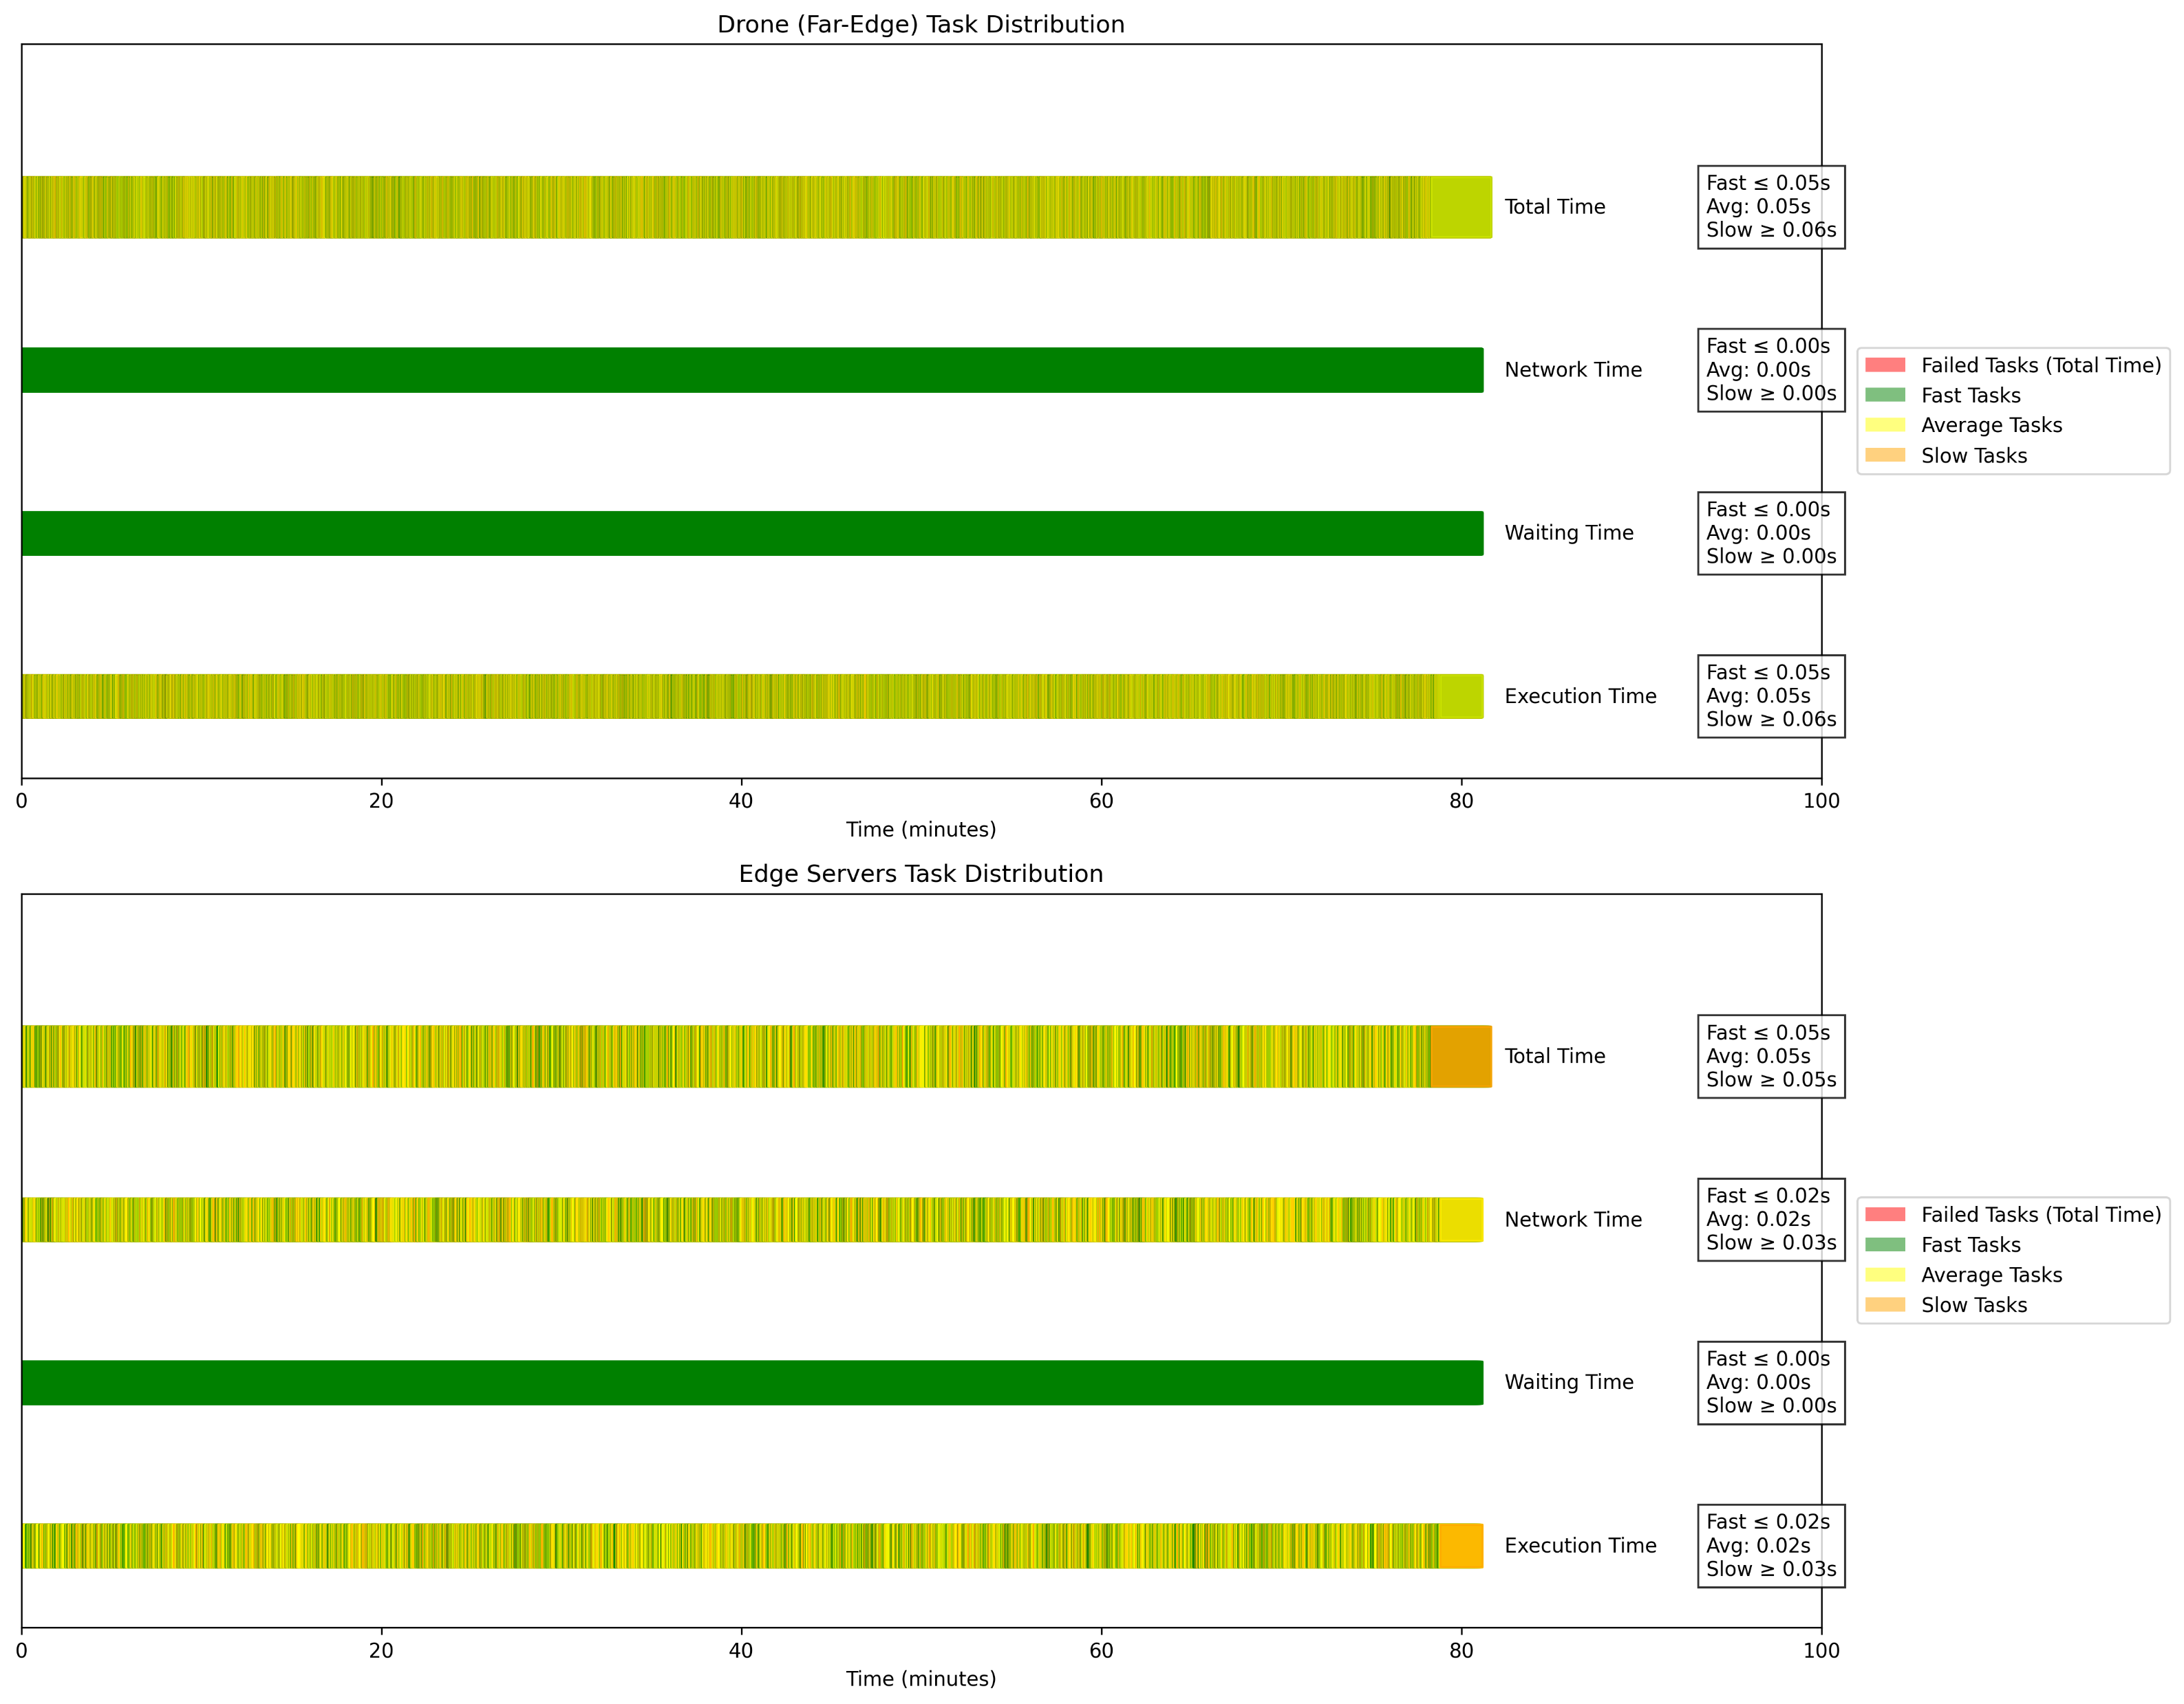 Drone (Far-Edge) Task Distribution
Total Time
Fast ≤ 0.05s
Avg: 0.05s
Slow ≥ 0.06s
Network Time
Fast ≤ 0.00s
Avg: 0.00s
Slow ≥ 0.00s
Failed Tasks (Total Time)
Fast Tasks
Average Tasks
Slow Tasks
Waiting Time
Fast ≤ 0.00s
Avg: 0.00s
Slow ≥ 0.00s
Execution Time
Fast ≤ 0.05s
Avg: 0.05s
Slow ≥ 0.06s
0 20 40 60 80 100
Time (minutes)
Edge Servers Task Distribution
Total Time
Fast ≤ 0.05s
Avg: 0.05s
Slow ≥ 0.05s
Network Time
Fast ≤ 0.02s
Avg: 0.02s
Slow ≥ 0.03s
Failed Tasks (Total Time)
Fast Tasks
Average Tasks
Slow Tasks
Waiting Time
Fast ≤ 0.00s
Avg: 0.00s
Slow ≥ 0.00s
Execution Time
Fast ≤ 0.02s
Avg: 0.02s
Slow ≥ 0.03s
0 20 40 60 80 100
Time (minutes)